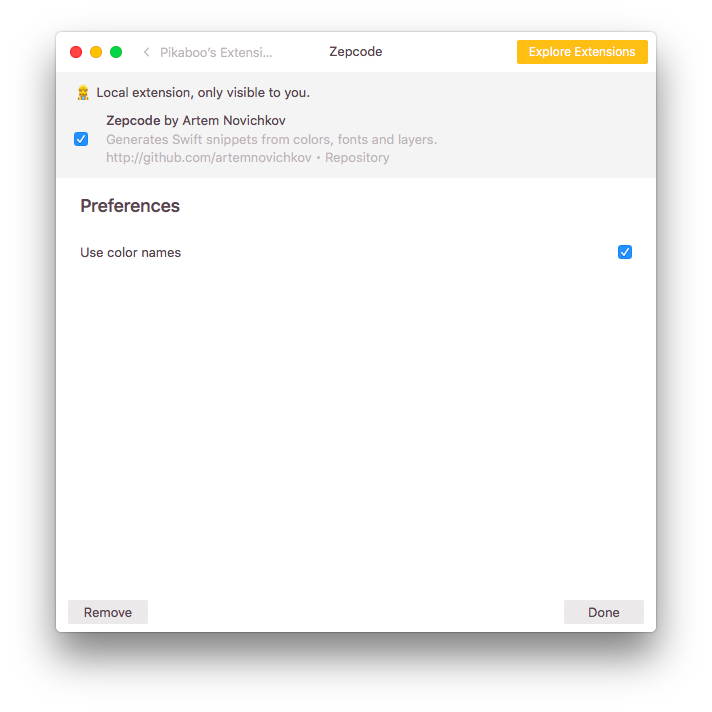 Pikaboo's Extensi...
Zepcode
Explore Extensions
Local extension, only visible to you.
Zepcode by Artem Novichkov
Generates Swift snippets from colors, fonts and layers.
http://github.com/artemnovichkov • Repository
Preferences
Use color names
Remove
Done